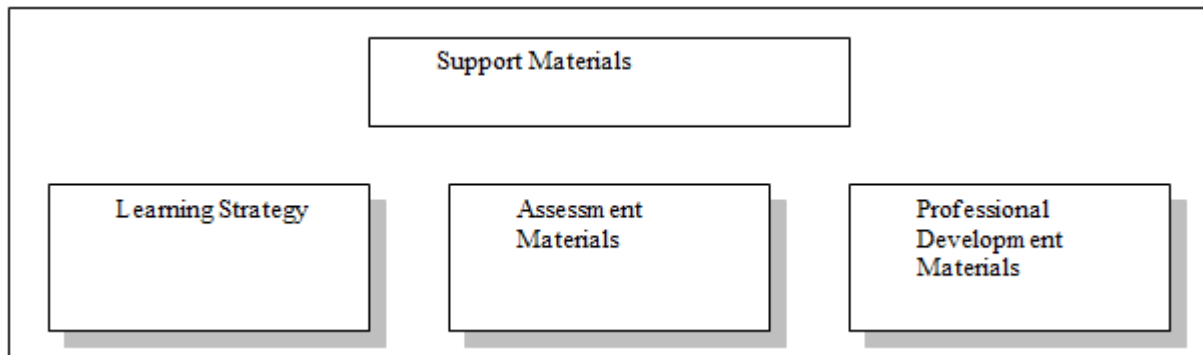 Support Materials
Learning Strategy
Assessment
Materials
Professional
Development
Materials